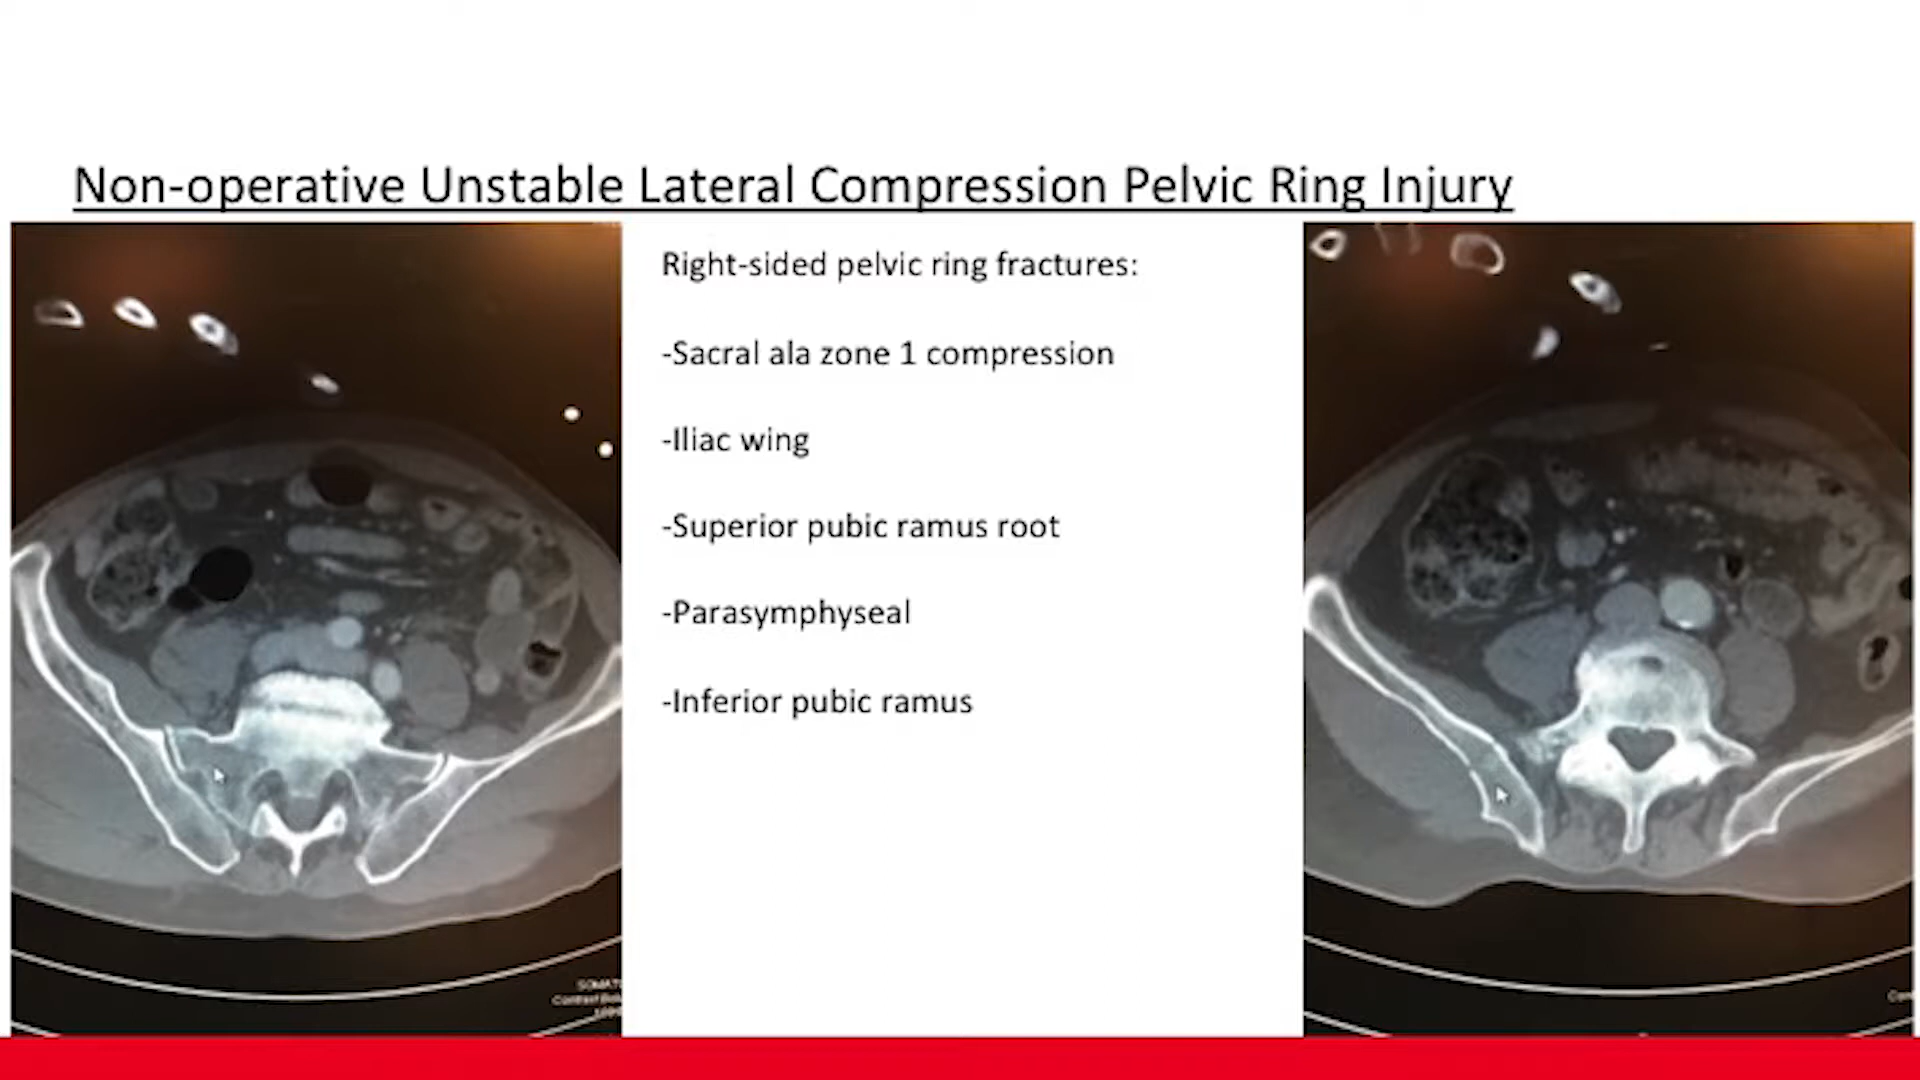 Non-operative Unstable Lateral Compression Pelvic Ring Injury
Right-sided pelvic ring fractures:
-Sacral ala zone 1 compression
-Iliac wing
-Superior pubic ramus root
-Parasymphyseal
-Inferior pubic ramus